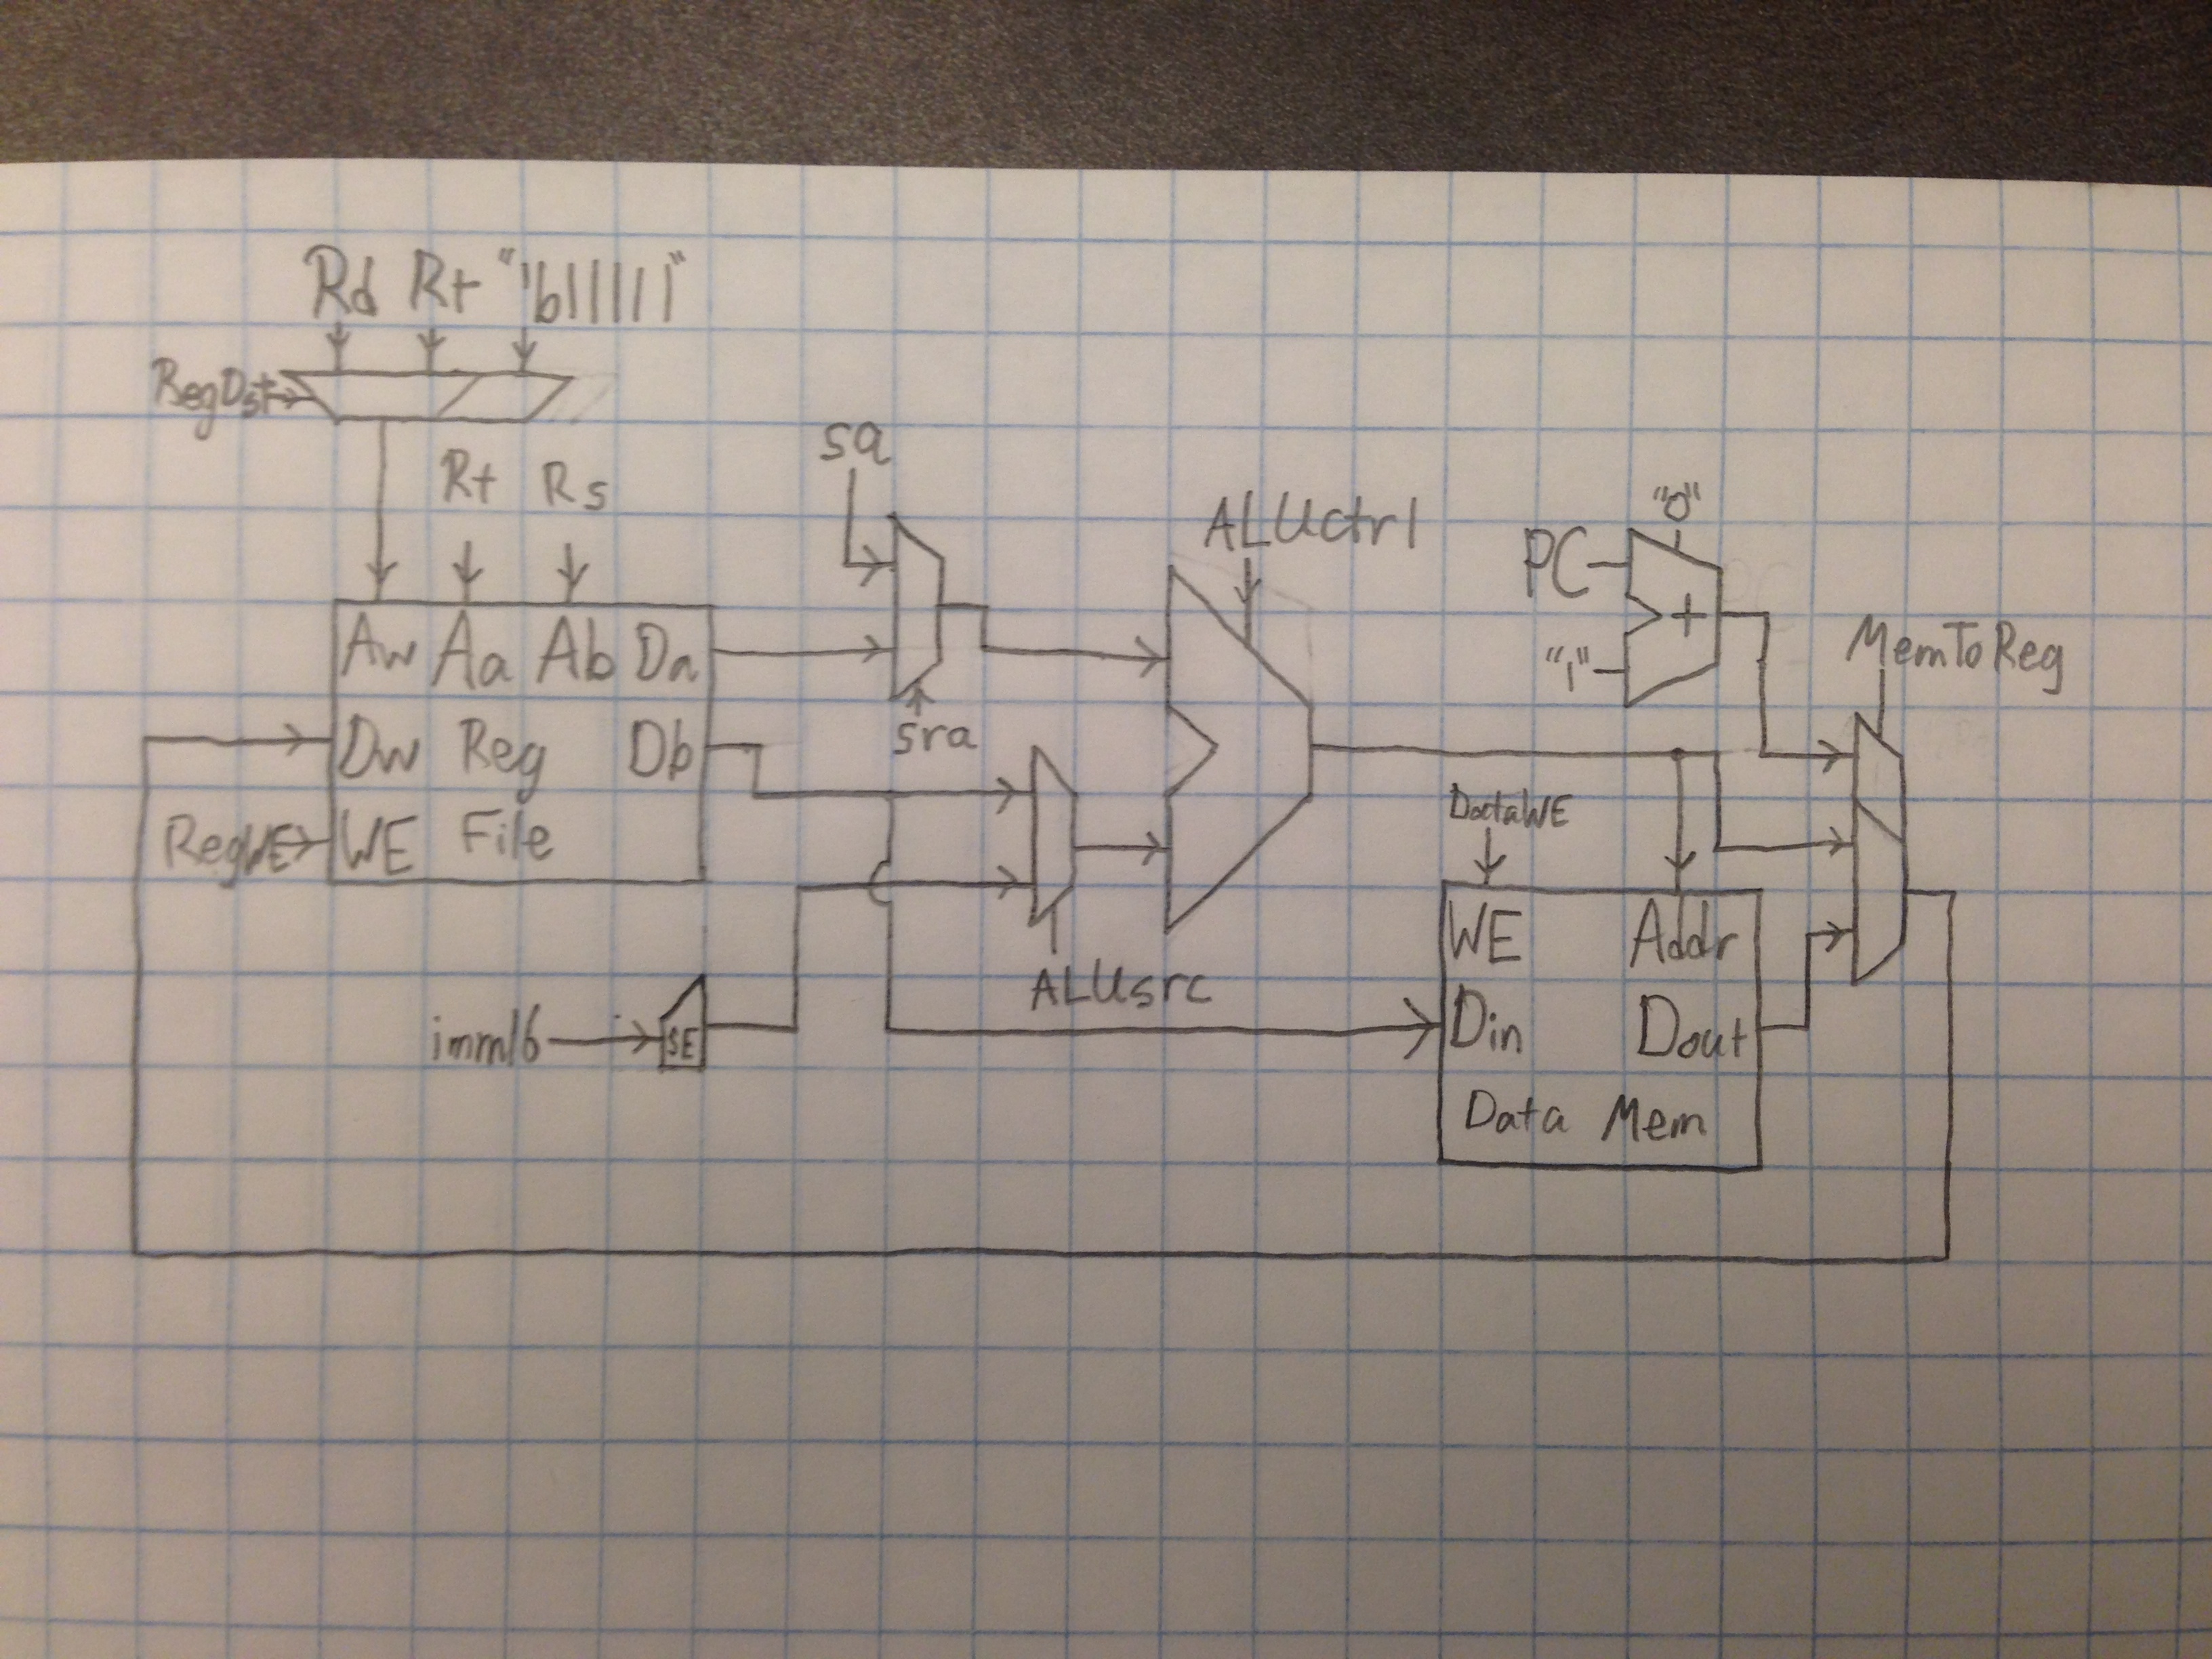 Rd Rt "'b11111"
RegDst
Rt Rs
sa
ALUctrl
"0"
PC
+
"1"
MemToReg
Aw Aa Ab Da
sra
Dw Reg Db
RegWE WE File
DataWE
WE Addr
ALUsrc
imm16 SE
Din Dout
Data Mem